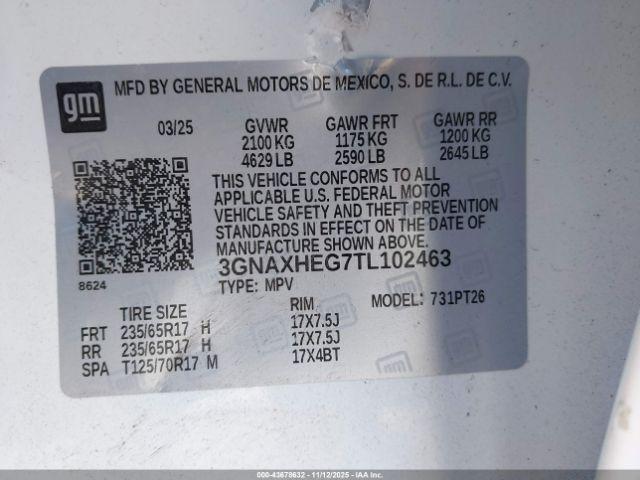 gm
MFD BY GENERAL MOTORS DE MEXICO, S. DE R.L. DE C.V.
03/25 GVWR GAWR FRT GAWR RR
2100 KG 1175 KG 1200 KG
4629 LB 2590 LB 2645 LB
THIS VEHICLE CONFORMS TO ALL
APPLICABLE U.S. FEDERAL MOTOR
VEHICLE SAFETY AND THEFT PREVENTION
STANDARDS IN EFFECT ON THE DATE OF
MANUFACTURE SHOWN ABOVE.
3GNAXHEG7TL102463
8624
TYPE: MPV MODEL: 731PT26
TIRE SIZE RIM
FRT 235/65R17 H 17X7.5J
RR 235/65R17 H 17X7.5J
SPA T125/70R17 M 17X4BT
000-43678632 - 11/12/2025 - IAAI.com